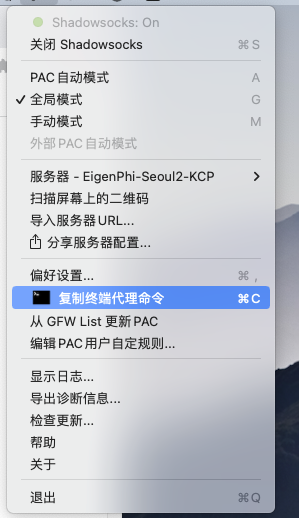 Shadowsocks: On
关闭 Shadowsocks ⌘ S
PAC自动模式 A
✓ 全局模式 G
手动模式 M
外部 PAC 自动模式
服务器 - EigenPhi-Seoul2-KCP >
扫描屏幕上的二维码
导入服务器 URL...
分享服务器配置...
偏好设置... ⌘ ,
复制终端代理命令 ⌘ C
从 GFW List 更新 PAC
编辑 PAC 用户自定规则...
显示日志...
导出诊断信息...
检查更新...
帮助
关于
退出 ⌘ Q